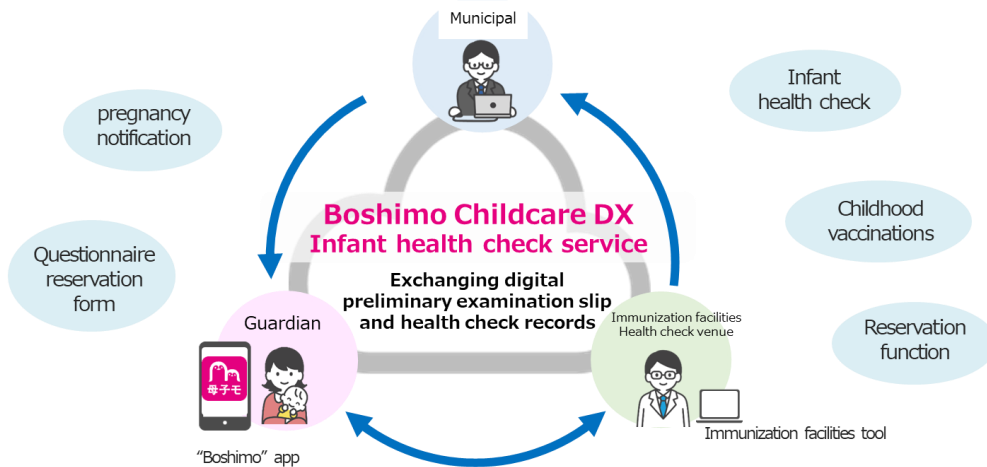 Municipal
pregnancy
notification
Infant
health check
Boshimo Childcare DX
Infant health check service
Childhood
vaccinations
Questionnaire
reservation
form
Exchanging digital
preliminary examination slip
and health check records
Guardian
母子モ
Immunization facilities
Health check venue
Reservation
function
Immunization facilities tool
“Boshimo” app